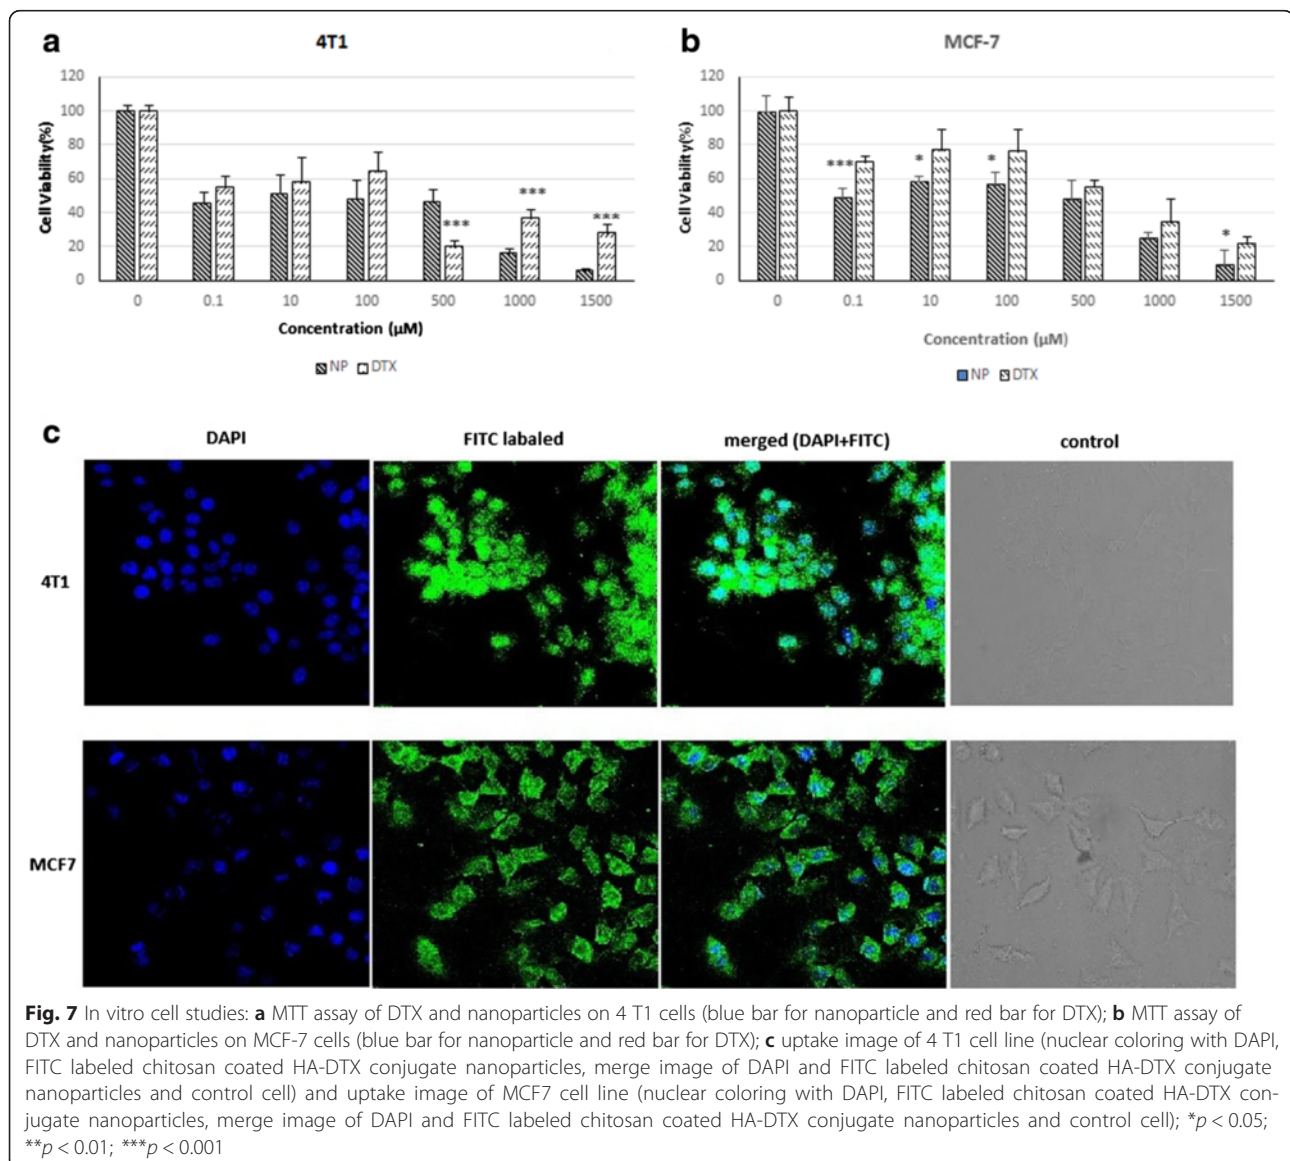 a
4T1
120
100
80
60
40
20
0
Cell Viability(%)
***
***
***
0 0.1 10 100 500 1000 1500
Concentration (µM)
NP DTX
b
MCF-7
120
100
80
60
40
20
0
Cell Viability(%)
***
*
*
*
0 0.1 10 100 500 1000 1500
Concentration (µM)
NP DTX
c
DAPI FITC labaled merged (DAPI+FITC) control
4T1
MCF7
Fig. 7 In vitro cell studies: a MTT assay of DTX and nanoparticles on 4 T1 cells (blue bar for nanoparticle and red bar for DTX); b MTT assay of
DTX and nanoparticles on MCF-7 cells (blue bar for nanoparticle and red bar for DTX); c uptake image of 4 T1 cell line (nuclear coloring with DAPI,
FITC labeled chitosan coated HA-DTX conjugate nanoparticles, merge image of DAPI and FITC labeled chitosan coated HA-DTX conjugate
nanoparticles and control cell) and uptake image of MCF7 cell line (nuclear coloring with DAPI, FITC labeled chitosan coated HA-DTX con-
jugate nanoparticles, merge image of DAPI and FITC labeled chitosan coated HA-DTX conjugate nanoparticles and control cell); *p < 0.05;
**p < 0.01; ***p < 0.001